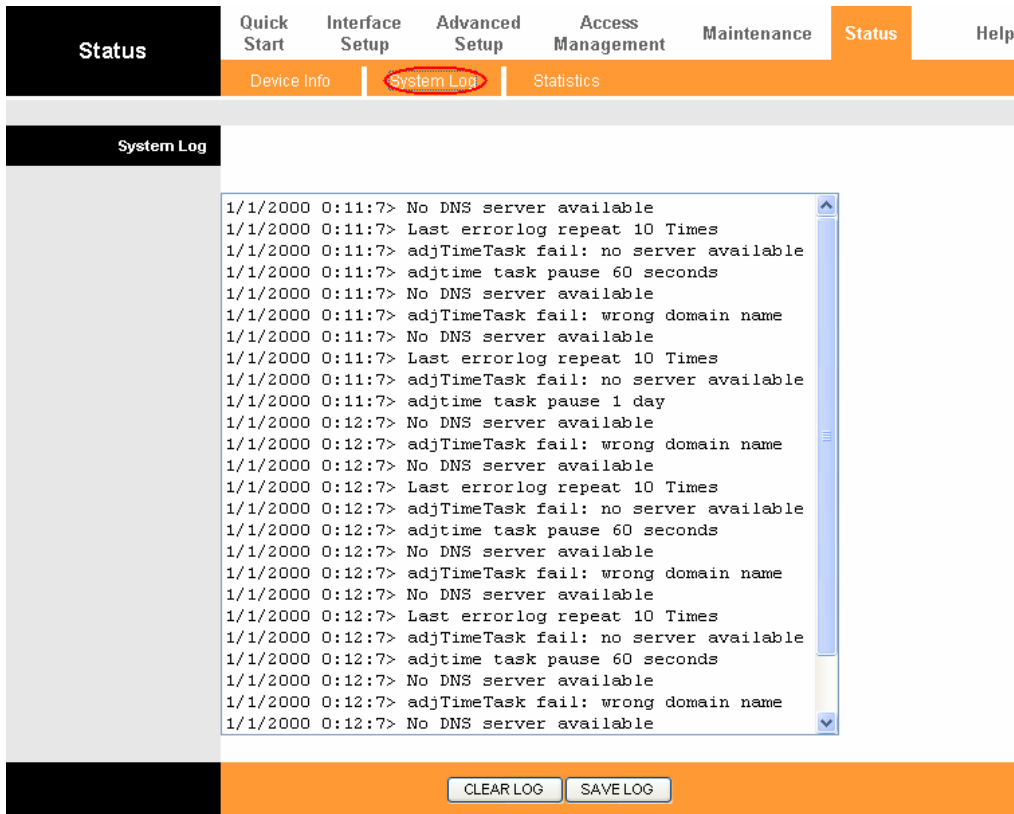 Status
Quick Start
Interface Setup
Advanced Setup
Access Management
Maintenance
Status
Help
Device Info
System Log
Statistics
System Log
1/1/2000 0:11:7> No DNS server available
1/1/2000 0:11:7> Last errorlog repeat 10 Times
1/1/2000 0:11:7> adjTimeTask fail: no server available
1/1/2000 0:11:7> adjtime task pause 60 seconds
1/1/2000 0:11:7> No DNS server available
1/1/2000 0:11:7> adjTimeTask fail: wrong domain name
1/1/2000 0:11:7> No DNS server available
1/1/2000 0:11:7> Last errorlog repeat 10 Times
1/1/2000 0:11:7> adjTimeTask fail: no server available
1/1/2000 0:11:7> adjtime task pause 1 day
1/1/2000 0:12:7> No DNS server available
1/1/2000 0:12:7> adjTimeTask fail: wrong domain name
1/1/2000 0:12:7> No DNS server available
1/1/2000 0:12:7> Last errorlog repeat 10 Times
1/1/2000 0:12:7> adjTimeTask fail: no server available
1/1/2000 0:12:7> adjtime task pause 60 seconds
1/1/2000 0:12:7> No DNS server available
1/1/2000 0:12:7> adjTimeTask fail: wrong domain name
1/1/2000 0:12:7> No DNS server available
1/1/2000 0:12:7> Last errorlog repeat 10 Times
1/1/2000 0:12:7> adjTimeTask fail: no server available
1/1/2000 0:12:7> adjtime task pause 60 seconds
1/1/2000 0:12:7> No DNS server available
1/1/2000 0:12:7> adjTimeTask fail: wrong domain name
1/1/2000 0:12:7> No DNS server available
CLEAR LOG
SAVE LOG